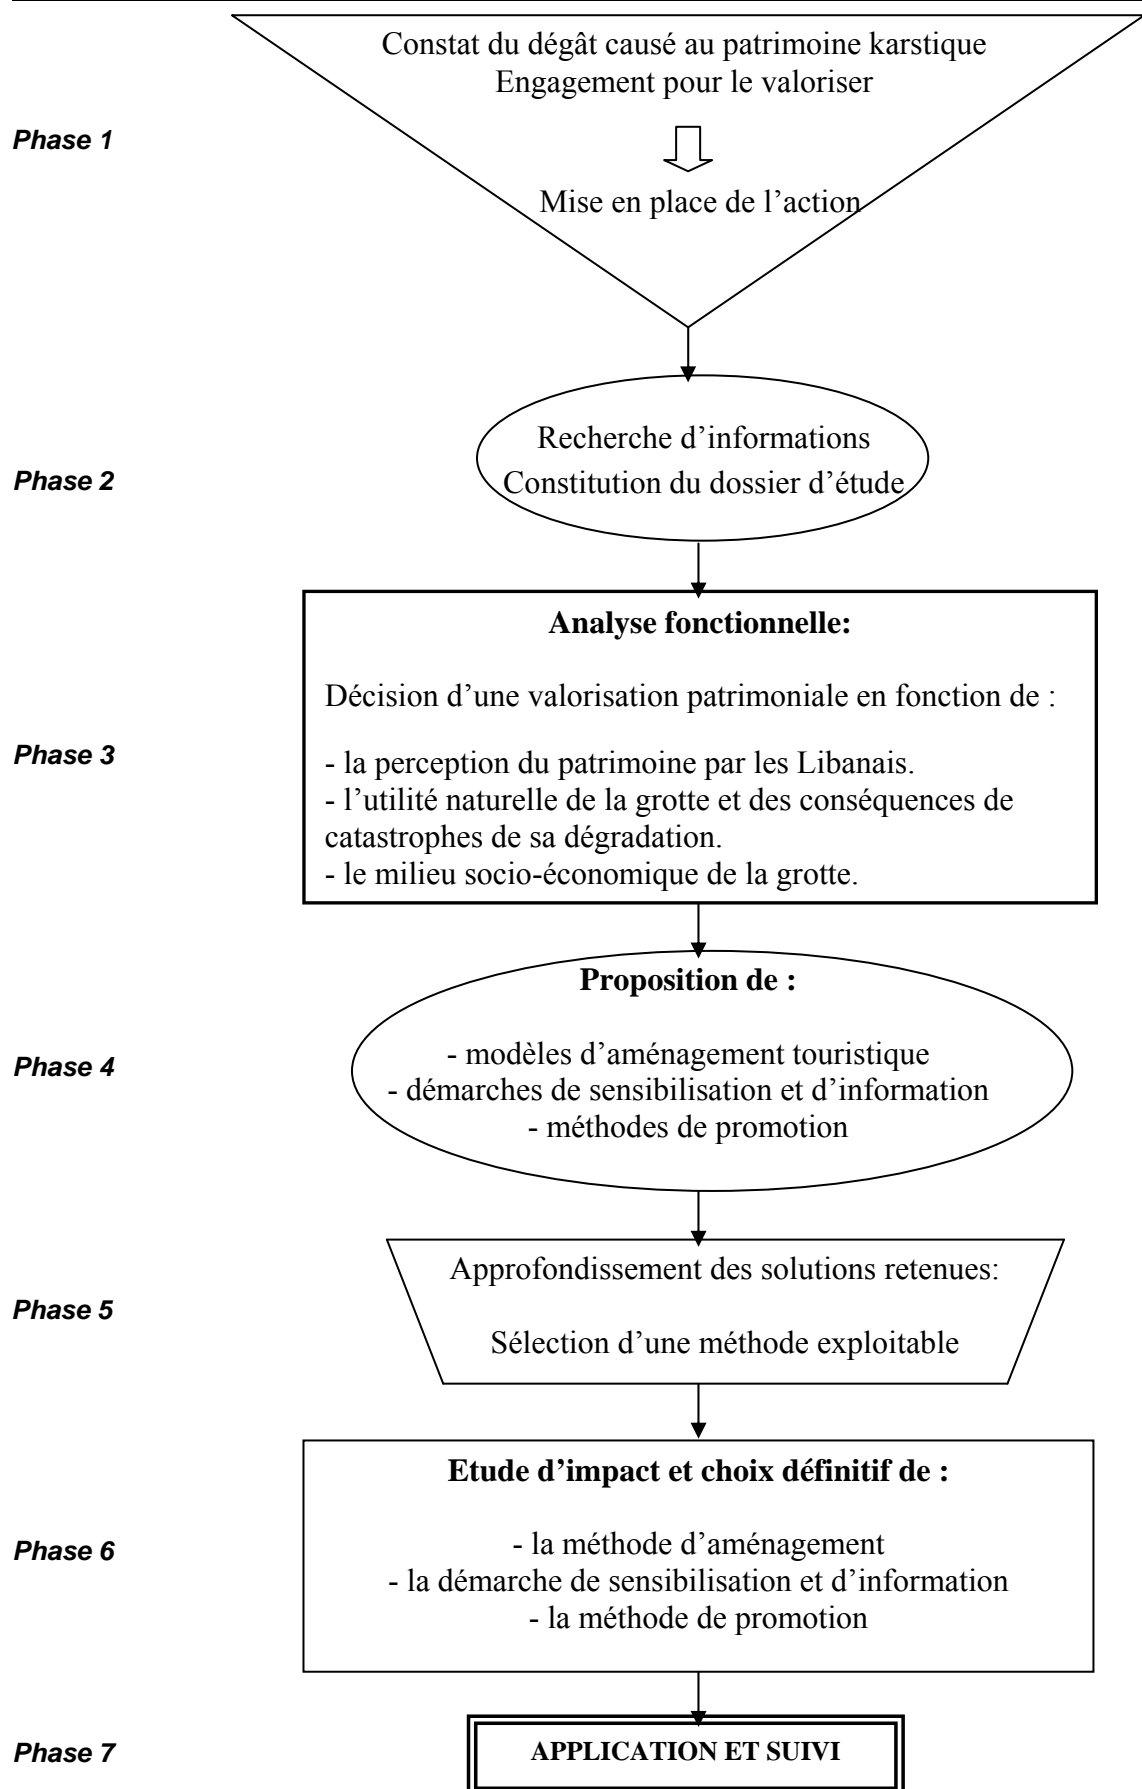 Constat du dégât causé au patrimoine karstique
Engagement pour le valoriser
Phase 1
Mise en place de l’action
Recherche d’informations
Phase 2
Constitution du dossier d’étude
Analyse fonctionnelle:
Décision d’une valorisation patrimoniale en fonction de :
Phase 3
- la perception du patrimoine par les Libanais.
- l’utilité naturelle de la grotte et des conséquences de
catastrophes de sa dégradation.
- le milieu socio-économique de la grotte.
Proposition de :
- modèles d’aménagement touristique
Phase 4
- démarches de sensibilisation et d’information
- méthodes de promotion
Approfondissement des solutions retenues:
Phase 5
Sélection d’une méthode exploitable
Etude d’impact et choix définitif de :
- la méthode d’aménagement
Phase 6
- la démarche de sensibilisation et d’information
- la méthode de promotion
Phase 7
APPLICATION ET SUIVI